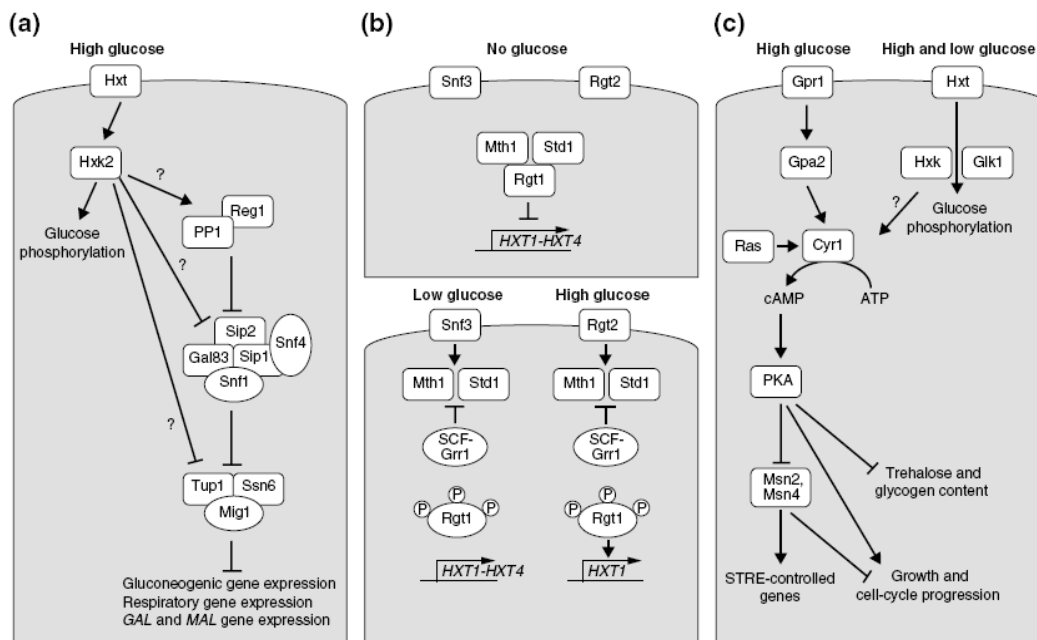 (a)
High glucose
Hxt
Hxk2
?
Reg1
PP1
Glucose
phosphorylation
?
Sip2
Snf4
Gal83
Sip1
Snf1
?
Tup1
Ssn6
Mig1
Gluconeogenic gene expression
Respiratory gene expression
GAL and MAL gene expression
(b)
No glucose
Snf3
Rgt2
Mth1
Std1
Rgt1
HXT1-HXT4
Low glucose
High glucose
Snf3
Rgt2
Mth1
Std1
Mth1
Std1
SCF-
Grr1
SCF-
Grr1
P
P
P
Rgt1
P
P
P
Rgt1
HXT1-HXT4
HXT1
(c)
High glucose
High and low glucose
Gpr1
Hxt
Gpa2
Hxk
Glk1
?
Glucose
phosphorylation
Ras
Cyr1
cAMP
ATP
PKA
Msn2,
Msn4
Trehalose and
glycogen content
STRE-controlled
genes
Growth and
cell-cycle progression